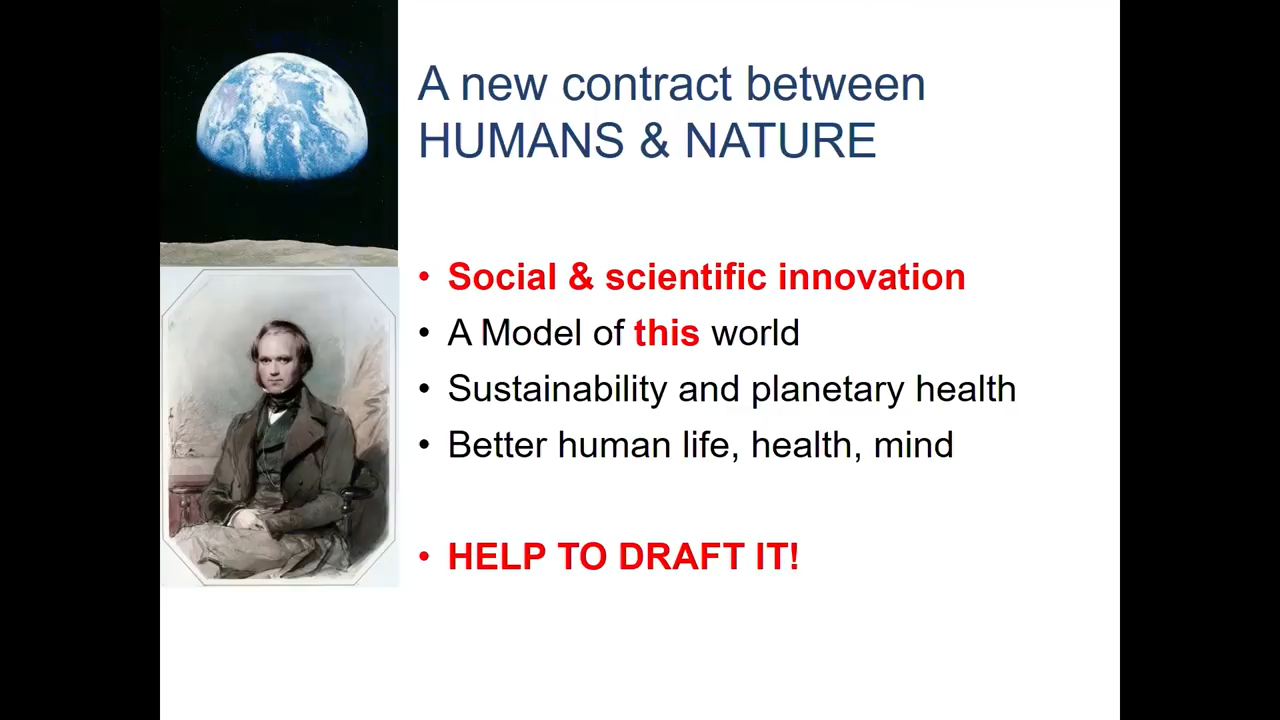 A new contract between
HUMANS & NATURE
• Social & scientific innovation
• A Model of this world
• Sustainability and planetary health
• Better human life, health, mind
• HELP TO DRAFT IT!